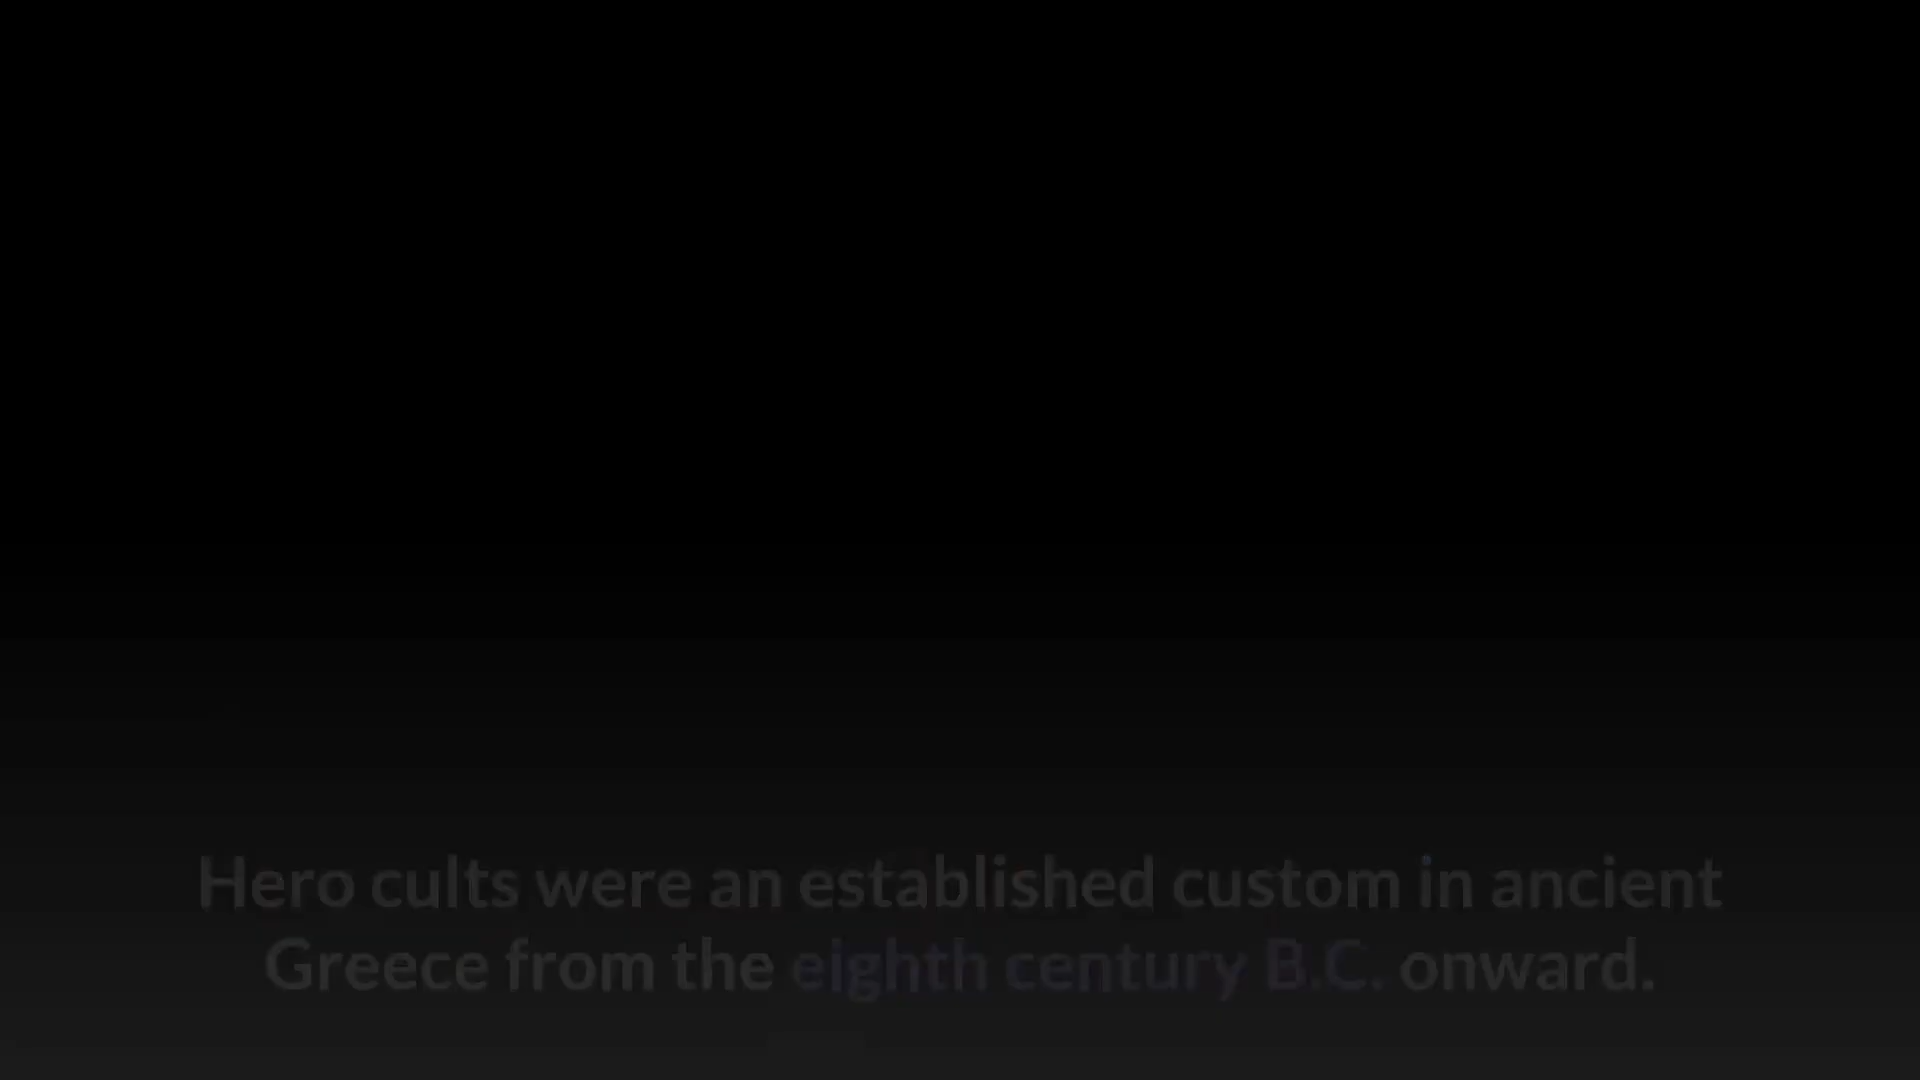 Hero cults were an established custom in ancient
Greece from the eighth century B.C. onward.